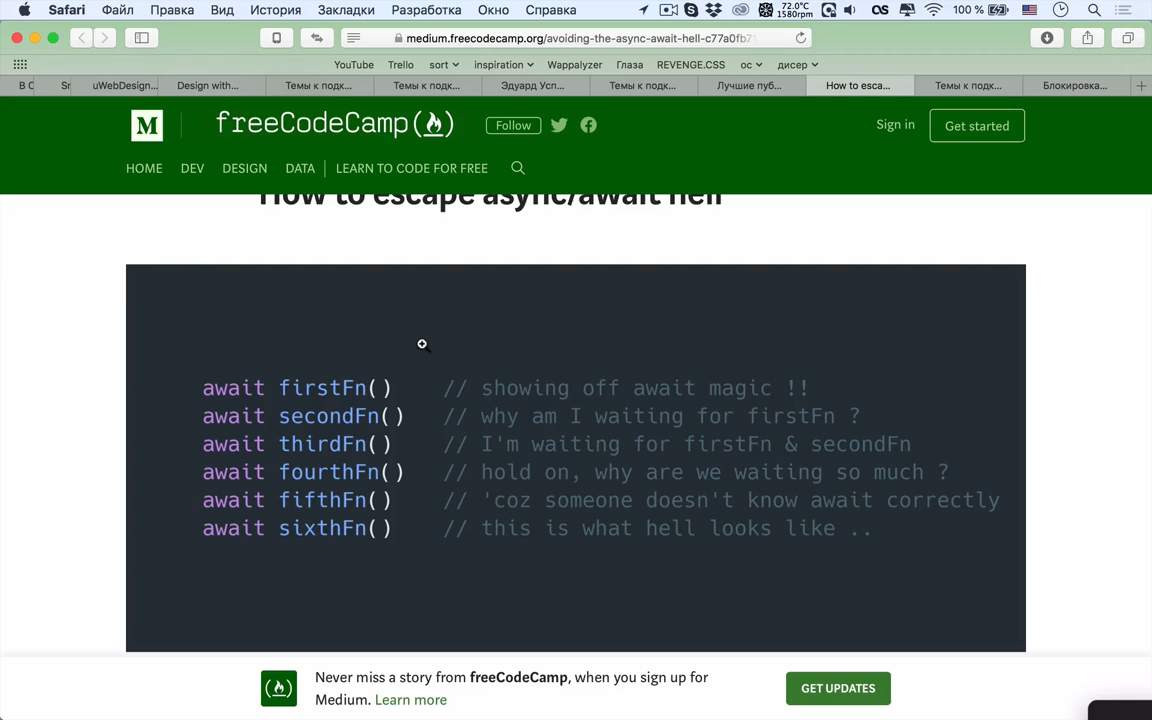 Safari Файл Правка Вид История Закладки Разработка Окно Справка 72.0°C 1580rpm 100 %
medium.freecodecamp.org/avoiding-the-async-await-hell-c77a0fb71
YouTube Trello sort inspiration Wappalyzer Глаза REVENGE.CSS ос дисер
В С Sr uWebDesign... Design with... Темы к подк... Темы к подк... Эдуард Усп... Темы к подк... Лучшие пуб... How to esca... Темы к подк... Блокировка...
M freeCodeCamp Follow Sign in Get started
HOME DEV DESIGN DATA LEARN TO CODE FOR FREE
How to escape async/await hell
await firstFn() // showing off await magic !!
await secondFn() // why am I waiting for firstFn ?
await thirdFn() // I'm waiting for firstFn & secondFn
await fourthFn() // hold on, why are we waiting so much ?
await fifthFn() // 'coz someone doesn't know await correctly
await sixthFn() // this is what hell looks like ..
Never miss a story from freeCodeCamp, when you sign up for
Medium. Learn more
GET UPDATES